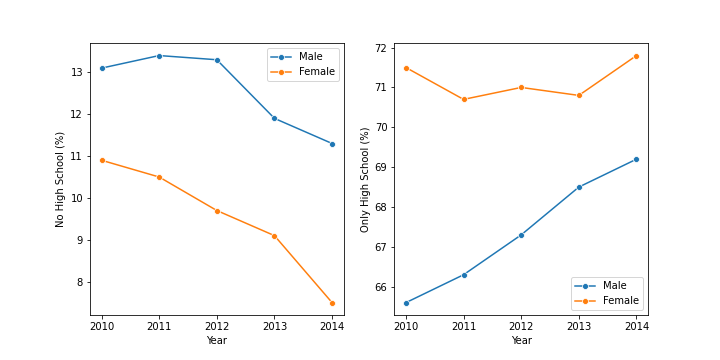 No High School (%)
13
12
11
10
9
8
2010 2011 2012 2013 2014
Year
Male
Female
Only High School (%)
72
71
70
69
68
67
66
2010 2011 2012 2013 2014
Year
Male
Female